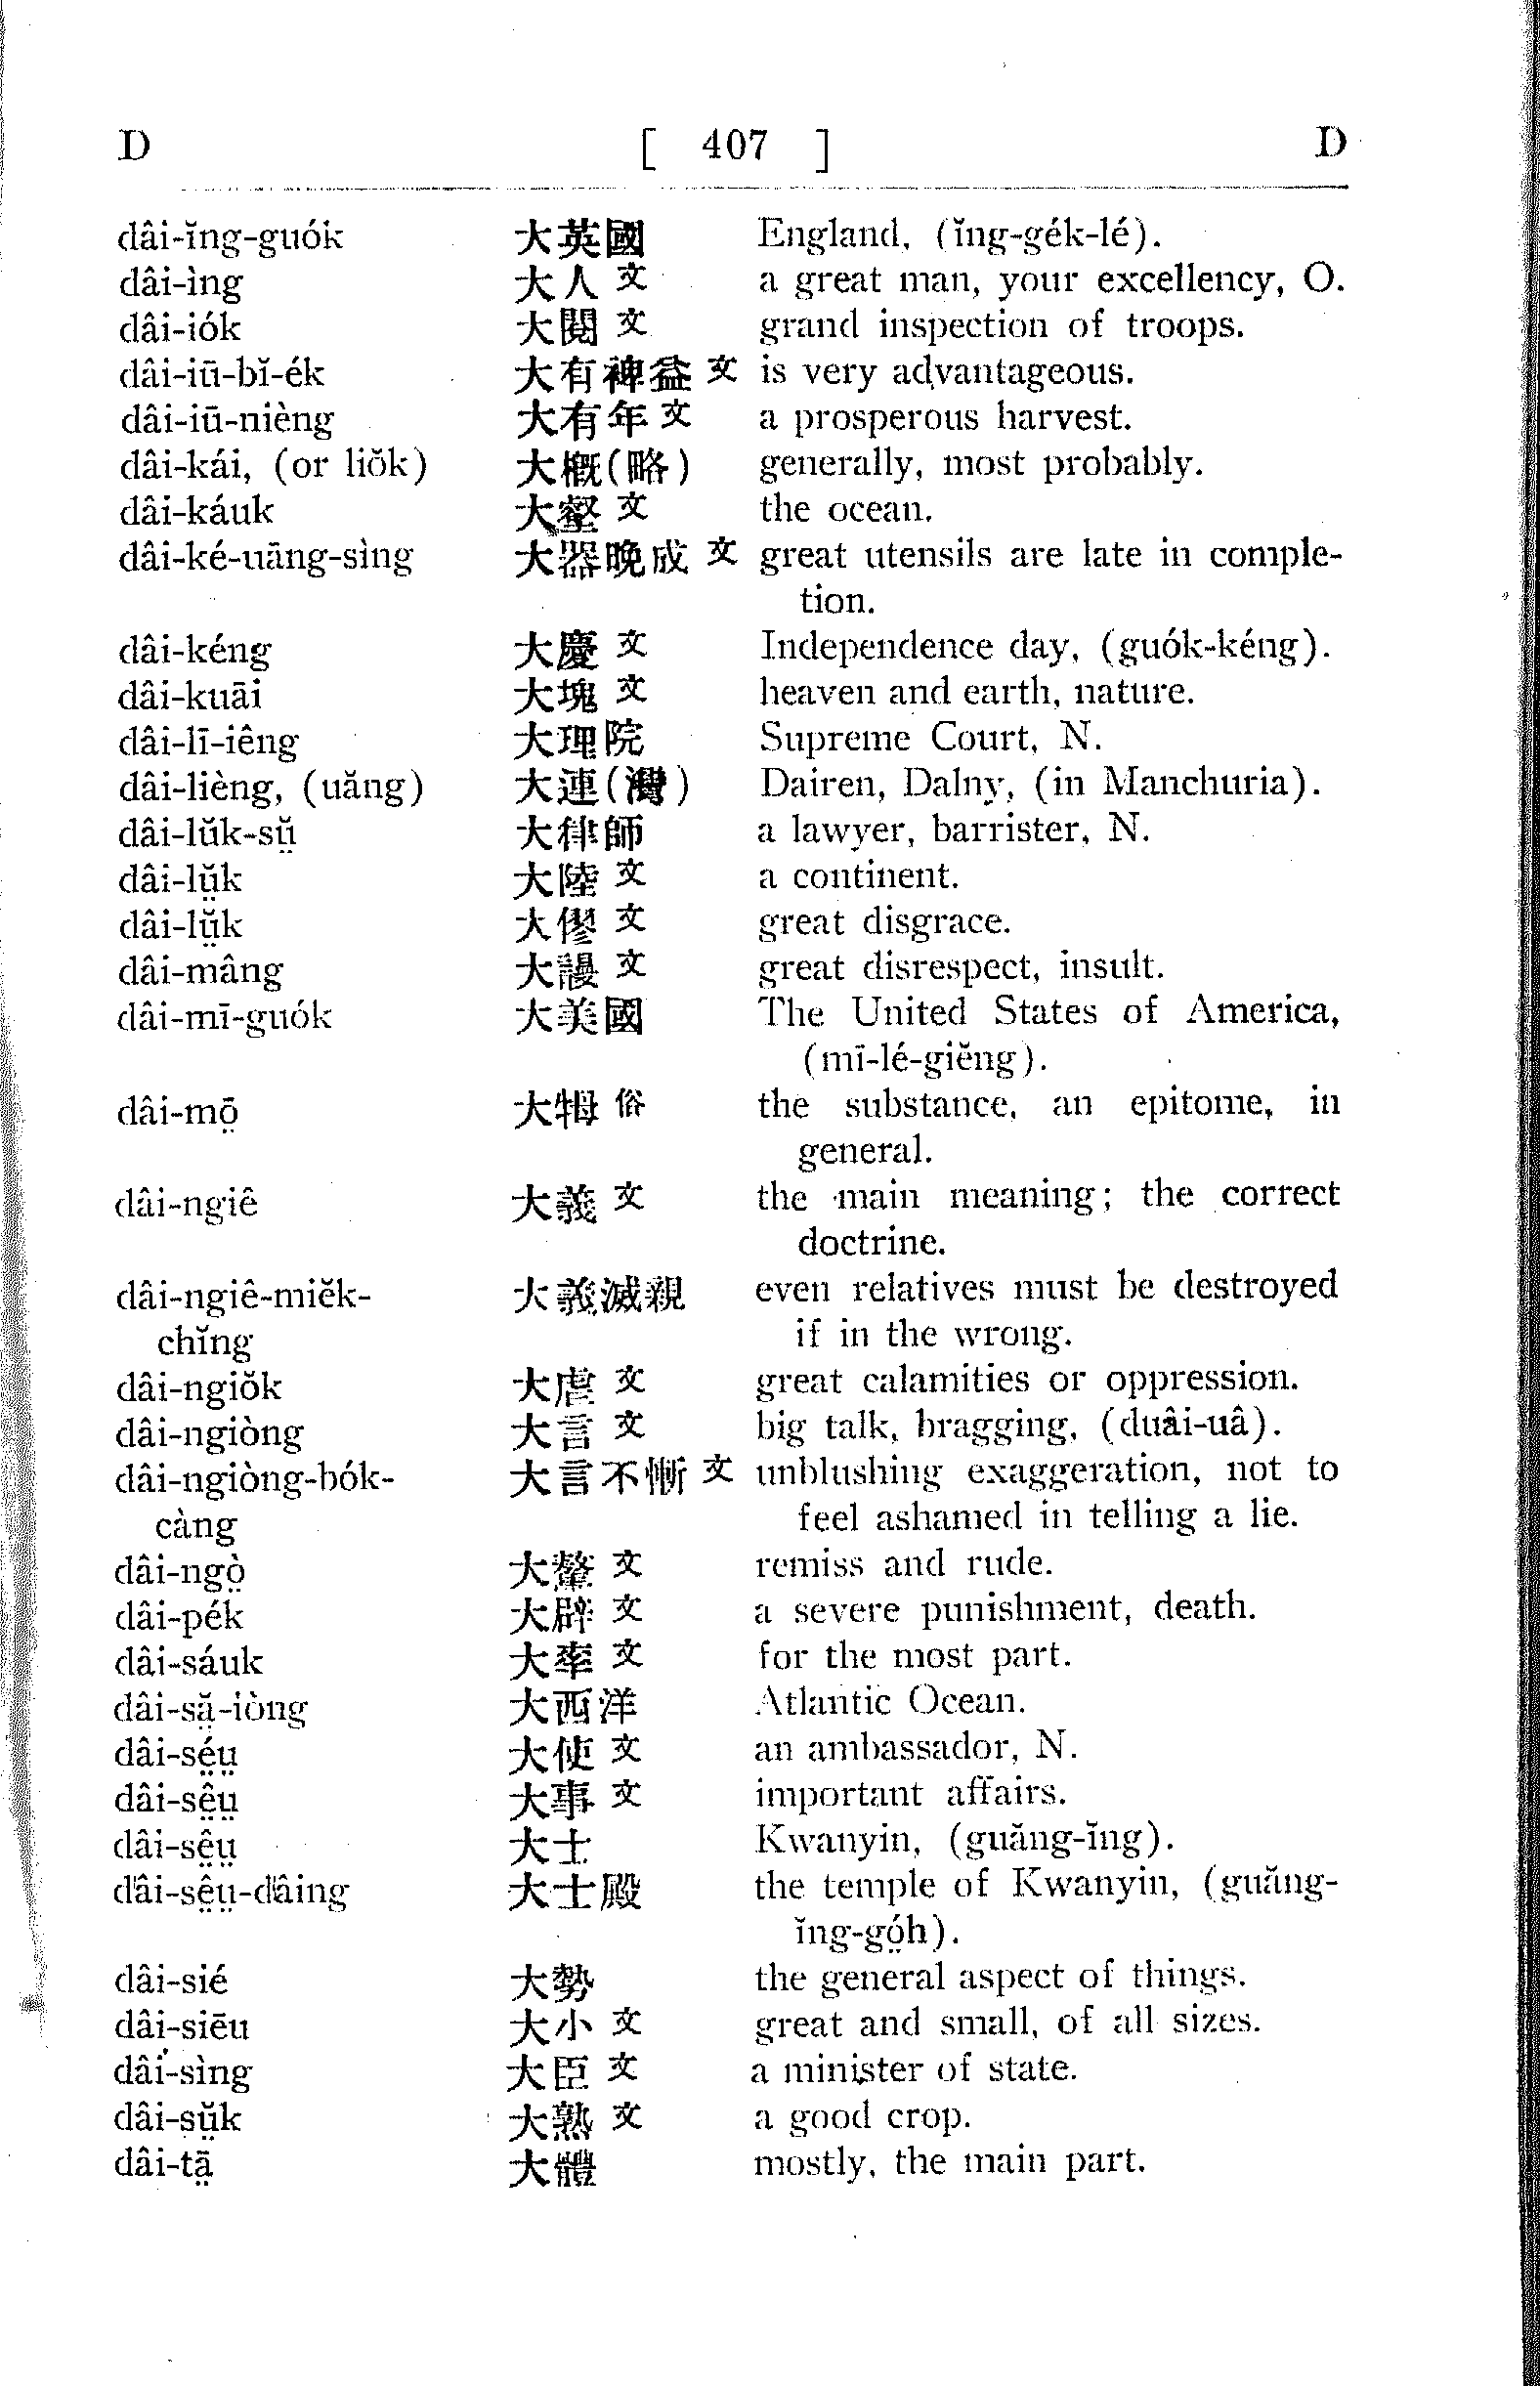 D [ 407 ] D
dâi-ĭng-guók 大英國 England, (ĭng-gék-lé).
dâi-ìng 大人 文 a great man, your excellency, O.
dâi-iók 大閱 文 grand inspection of troops.
dâi-iū-bĭ-ék 大有裨益 文 is very advantageous.
dâi-iū-nièng 大有年 文 a prosperous harvest.
dâi-kái, (or liŏk) 大概(略) generally, most probably.
dâi-káuk 大壑 文 the ocean.
dâi-ké-uāng-sìng 大器晚成 文 great utensils are late in comple-
tion.
dâi-kéng 大慶 文 Independence day, (guók-kéng).
dâi-kuāi 大塊 文 heaven and earth, nature.
dâi-lī-iêng 大理院 Supreme Court, N.
dâi-lièng, (uăng) 大連(灣) Dairen, Dalny, (in Manchuria).
dâi-lŭk-sṳ̆ 大律師 a lawyer, barrister, N.
dâi-lṳ̆k 大陸 文 a continent.
dâi-lṳ̆k 大僇 文 great disgrace.
dâi-mâng 大謾 文 great disrespect, insult.
dâi-mī-guók 大美國 The United States of America,
(mī-lé-giĕng).
dâi-mō̤ 大牳 俗 the substance, an epitome, in
general.
dâi-ngiê 大義 文 the main meaning; the correct
doctrine.
dâi-ngiê-miĕk- 大義滅親 even relatives must be destroyed
chĭng if in the wrong.
dâi-ngiŏk 大虐 文 great calamities or oppression.
dâi-ngiòng 大言 文 big talk, bragging, (duâi-uâ).
dâi-ngiòng-bók- 大言不慚 文 unblushing exaggeration, not to
càng feel ashamed in telling a lie.
dâi-ngò̤ 大鰲 文 remiss and rude.
dâi-pék 大辟 文 a severe punishment, death.
dâi-sáuk 大率 文 for the most part.
dâi-să̤-iòng 大西洋 Atlantic Ocean.
dâi-sé̤ṳ 大使 文 an ambassador, N.
dâi-sê̤ṳ 大事 文 important affairs.
dâi-sê̤ṳ 大士 Kwanyin, (guăng-ĭng).
dâi-sê̤ṳ-dâing 大士殿 the temple of Kwanyin, (guăng-
ĭng-gó̤h).
dâi-sié 大勢 the general aspect of things.
dâi-siēu 大小 文 great and small, of all sizes.
dâi-sìng 大臣 文 a minister of state.
dâi-sṳ̆k 大熟 文 a good crop.
dâi-tā̤ 大體 mostly, the main part.